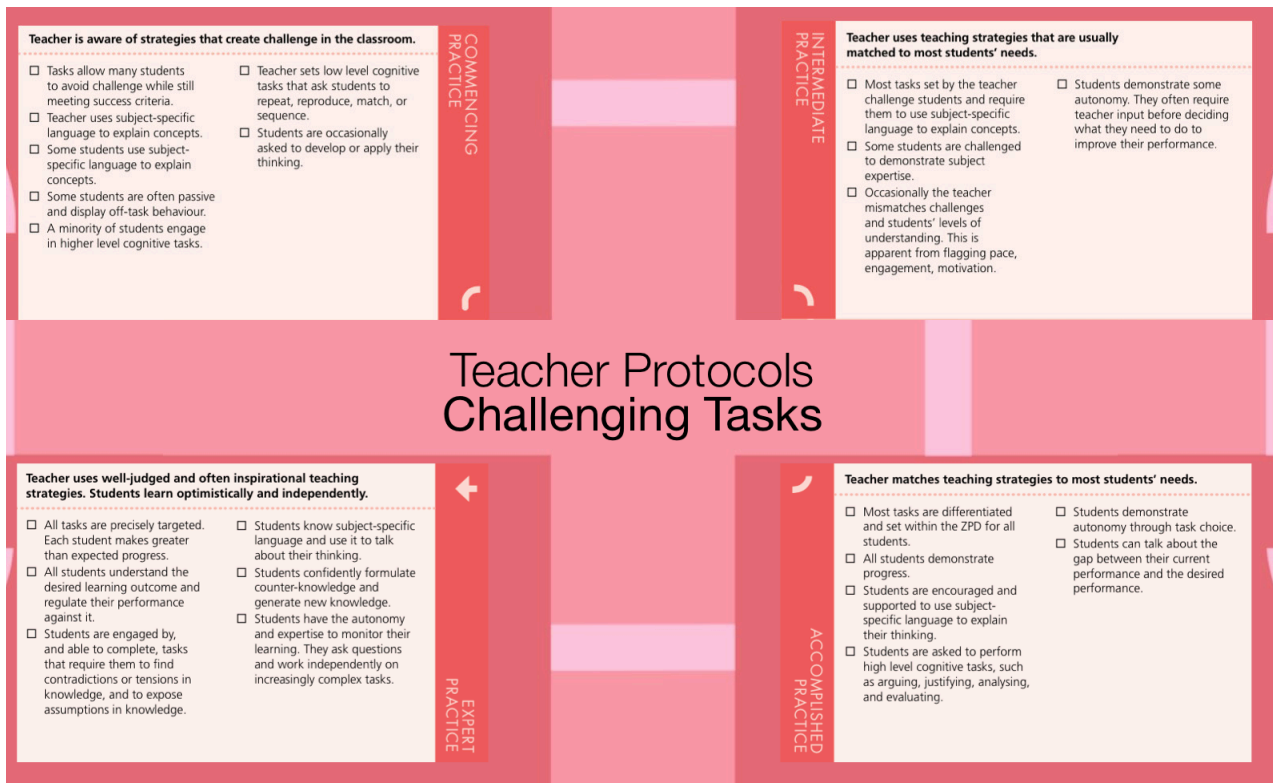 Teacher is aware of strategies that create challenge in the classroom.
☐ Tasks allow many students
to avoid challenge while still
meeting success criteria.
☐ Teacher uses subject-specific
language to explain concepts.
☐ Some students use subject-
specific language to explain
concepts.
☐ Some students are often passive
and display off-task behaviour.
☐ A minority of students engage
in higher level cognitive tasks.
☐ Teacher sets low level cognitive
tasks that ask students to
repeat, reproduce, match, or
sequence.
☐ Students are occasionally
asked to develop or apply their
thinking.
COMMENCING
PRACTICE
INTERMEDIATE
PRACTICE
Teacher uses teaching strategies that are usually
matched to most students' needs.
☐ Most tasks set by the teacher
challenge students and require
them to use subject-specific
language to explain concepts.
☐ Some students are challenged
to demonstrate subject
expertise.
☐ Occasionally the teacher
mismatches challenges
and students' levels of
understanding. This is
apparent from flagging pace,
engagement, motivation.
☐ Students demonstrate some
autonomy. They often require
teacher input before deciding
what they need to do to
improve their performance.
Teacher Protocols
Challenging Tasks
Teacher uses well-judged and often inspirational teaching
strategies. Students learn optimistically and independently.
☐ All tasks are precisely targeted.
Each student makes greater
than expected progress.
☐ All students understand the
desired learning outcome and
regulate their performance
against it.
☐ Students are engaged by,
and able to complete, tasks
that require them to find
contradictions or tensions in
knowledge, and to expose
assumptions in knowledge.
☐ Students know subject-specific
language and use it to talk
about their thinking.
☐ Students confidently formulate
counter-knowledge and
generate new knowledge.
☐ Students have the autonomy
and expertise to monitor their
learning. They ask questions
and work independently on
increasingly complex tasks.
EXPERT
PRACTICE
ACCOMPLISHED
PRACTICE
Teacher matches teaching strategies to most students' needs.
☐ Most tasks are differentiated
and set within the ZPD for all
students.
☐ All students demonstrate
progress.
☐ Students are encouraged and
supported to use subject-
specific language to explain
their thinking.
☐ Students are asked to perform
high level cognitive tasks, such
as arguing, justifying, analysing,
and evaluating.
☐ Students demonstrate
autonomy through task choice.
☐ Students can talk about the
gap between their current
performance and the desired
performance.